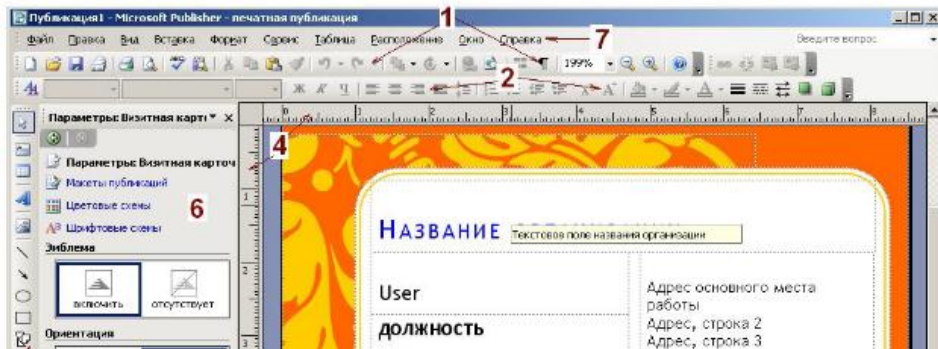 Публикация1 - Microsoft Publisher - печатная публикация
Файл Правка Вид Вставка Формат Сервис Таблица Расположение Окно Справка
Введите вопрос
1
7
199%
2
Ж К Ч
Параметры: Визитная карт
4
Параметры: Визитная карточ
Макеты публикаций
Цветовые схемы
6
Шрифтовые схемы
Эмблема
включить отсутствует
Ориентация
НАЗВАНИЕ
Текстовое поле названия организации
User
должность
Адрес основного места
работы
Адрес, строка 2
Адрес, строка 3